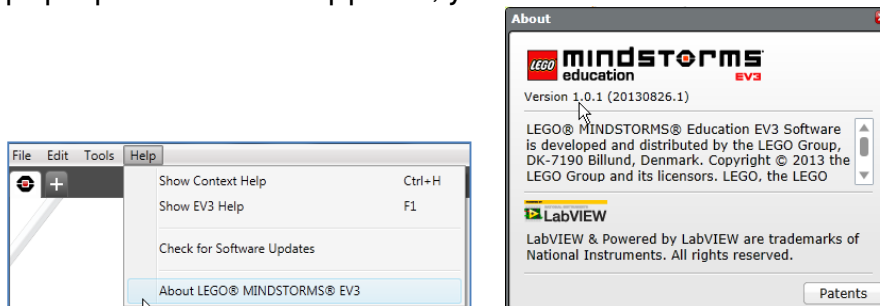 File Edit Tools Help
Show Context Help Ctrl+H
Show EV3 Help F1
Check for Software Updates
About LEGO® MINDSTORMS® EV3
About
LEGO mindstorms
education EV3
Version 1.0.1 (20130826.1)
LEGO® MINDSTORMS® Education EV3 Software
is developed and distributed by the LEGO Group,
DK-7190 Billund, Denmark. Copyright © 2013 the
LEGO Group and its licensors. LEGO, the LEGO
LabVIEW
LabVIEW & Powered by LabVIEW are trademarks of
National Instruments. All rights reserved.
Patents